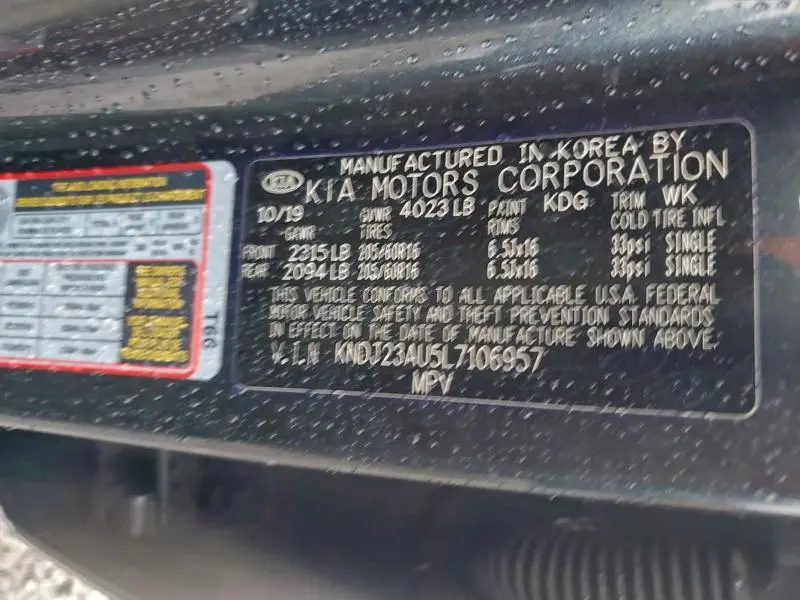 MANUFACTURED IN KOREA BY
KIA KIA MOTORS CORPORATION
10/19 GVWR 4023 LB PAINT KDG TRIM WK
GAWR TIRES RIMS COLD TIRE INFL
FRONT 2315 LB 205/60R16 6.5Jx16 33psi SINGLE
REAR 2094 LB 205/60R16 6.5Jx16 33psi SINGLE
THIS VEHICLE CONFORMS TO ALL APPLICABLE U.S.A. FEDERAL
MOTOR VEHICLE SAFETY AND THEFT PREVENTION STANDARDS
IN EFFECT ON THE DATE OF MANUFACTURE SHOWN ABOVE.
V.I.N KNDJ23AU5L7106957
MPV
T66